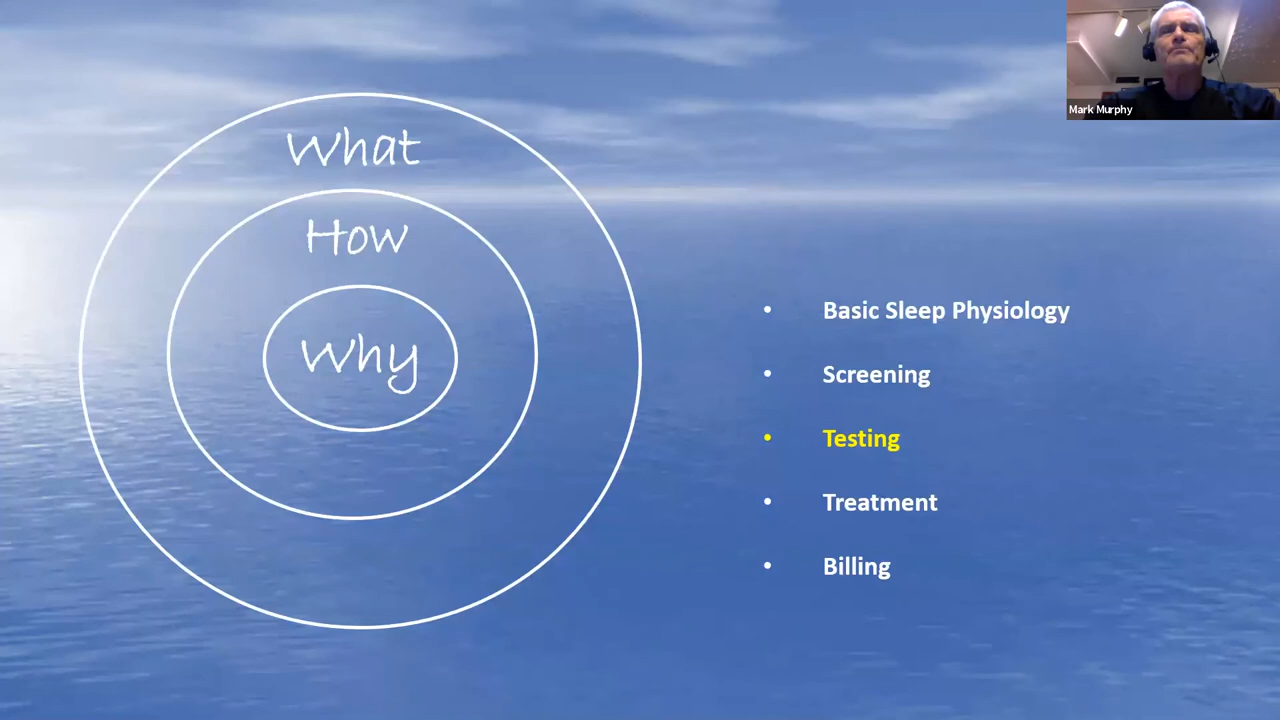 Mark Murphy
What
How
Why
• Basic Sleep Physiology
• Screening
• Testing
• Treatment
• Billing